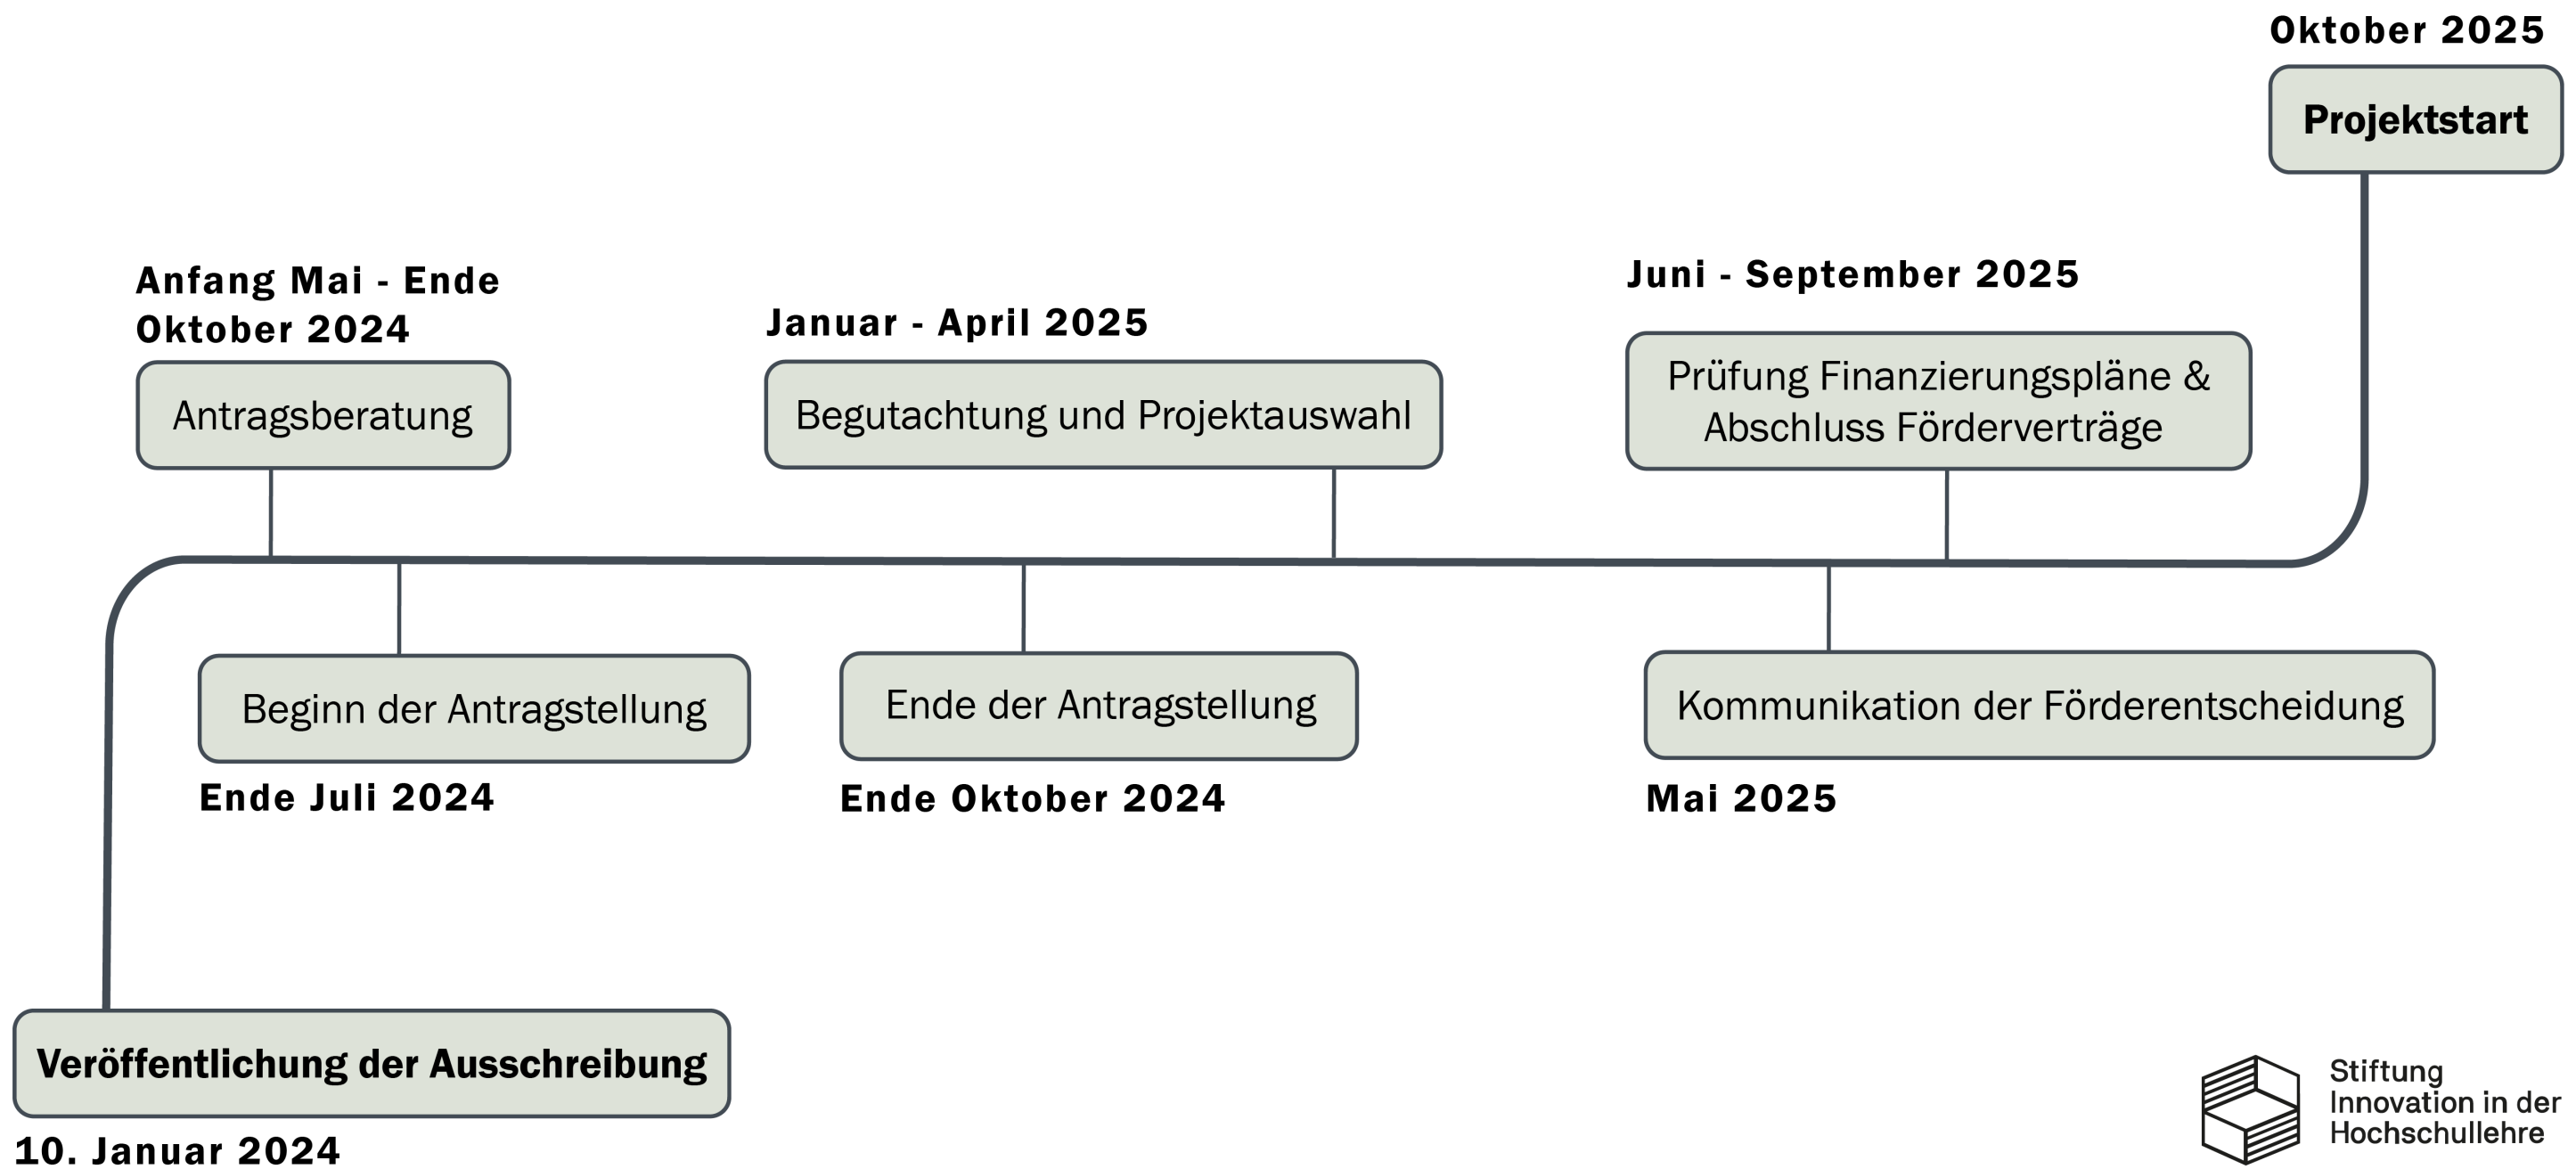 Oktober 2025
Projektstart
Anfang Mai - Ende
Oktober 2024
Antragsberatung
Januar - April 2025
Begutachtung und Projektauswahl
Juni - September 2025
Prüfung Finanzierungspläne &
Abschluss Förderverträge
Beginn der Antragstellung
Ende Juli 2024
Ende der Antragstellung
Ende Oktober 2024
Kommunikation der Förderentscheidung
Mai 2025
Veröffentlichung der Ausschreibung
10. Januar 2024
Stiftung
Innovation in der
Hochschullehre